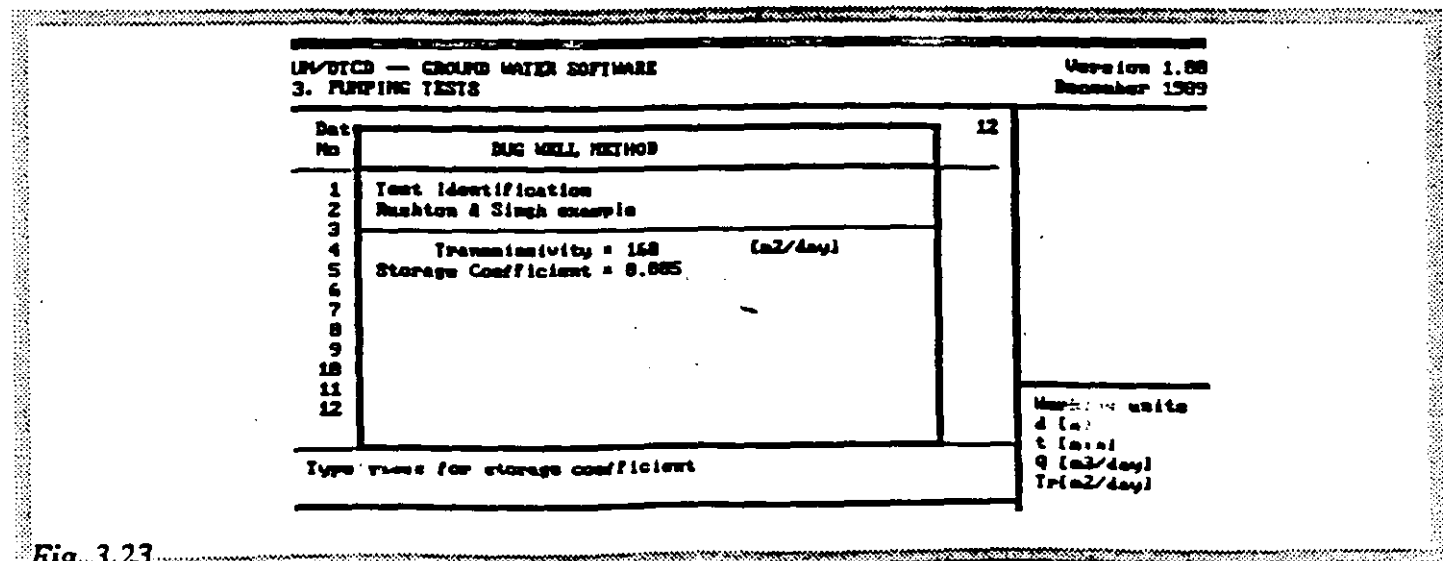 UN/DTCD — GROUND WATER SOFTWARE Version 1.00
3. PUMPING TESTS December 1989
Dat 12
No DUG WELL METHOD
1 Test Identification
2 Rushton & Singh example
3
4 Transmissivity = 160 [m2/day]
5 Storage Coefficient = 0.005
6
7
8
9
10
11
12
Working units
d [m]
t [min]
Type for storage coefficient
Q [m3/day]
Tr[m2/day]
Fig. 3.23